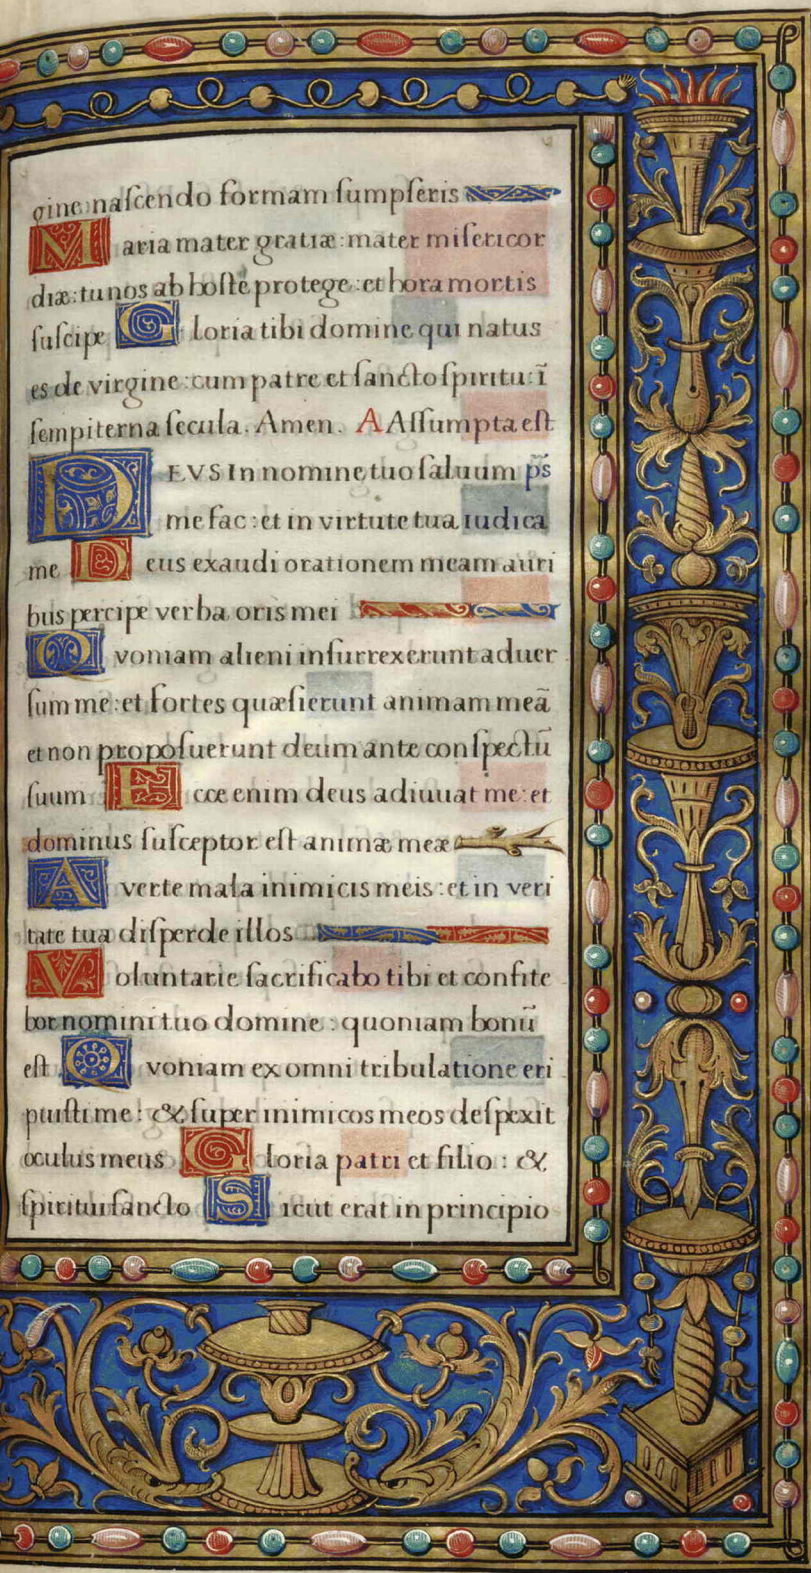 gine nascendo formam sumpseris
Maria mater gratiæ: mater misericor
diæ: tu nos ab hoste protege: et hora mortis
suscipe Gloria tibi domine qui natus
es de virgine: cum patre et sancto spiritu: ī
sempiterna secula. Amen. A Assumpta est
DEVS In nomine tuo saluum ps̄
me fac: et in virtute tua iudica
me Deus exaudi orationem meam auri
bus percipe verba oris mei
Qvoniam alieni insurrexerunt aduer
sum me: et fortes quæsierunt animam meā
et non proposuerunt deum ante conspectū
suum Ecce enim deus adiuuat me: et
dominus susceptor est animæ meæ
Averte mala inimicis meis: et in veri
tate tua disperde illos
Voluntarie sacrificabo tibi et confite
bor nomini tuo domine: quoniam bonū
est Qvoniam ex omni tribulatione eri
puisti me: & super inimicos meos despexit
oculus meus Gloria patri et filio: &
spiritui sancto Sicut erat in principio